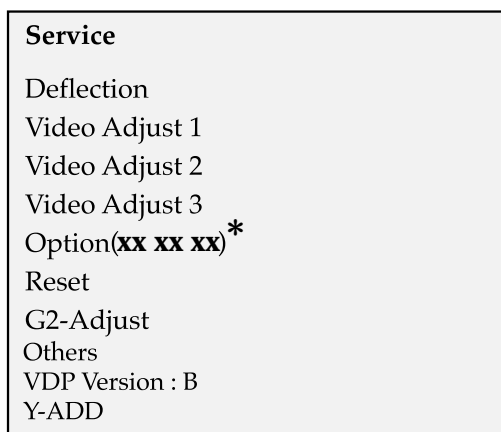 Service
Deflection
Video Adjust 1
Video Adjust 2
Video Adjust 3
Option(xx xx xx)*
Reset
G2-Adjust
Others
VDP Version : B
Y-ADD